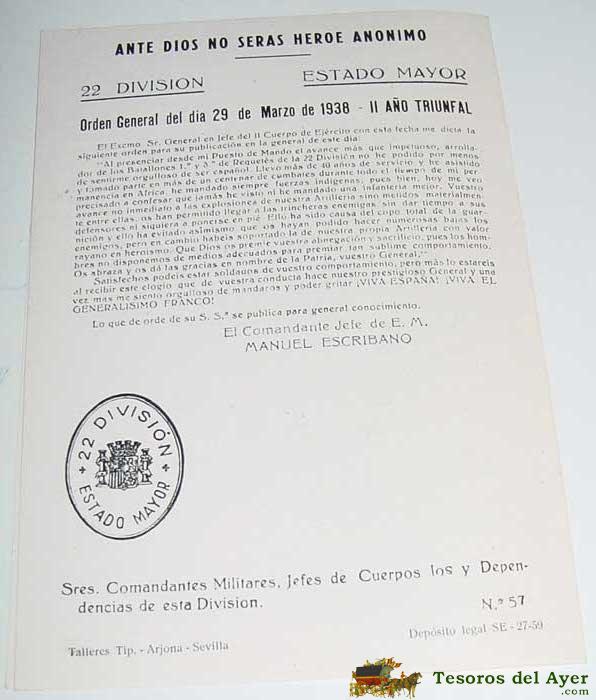 ANTE DIOS NO SERAS HEROE ANONIMO
22 DIVISION ESTADO MAYOR
Orden General del dia 29 de Marzo de 1938 - II AÑO TRIUNFAL
El Excmo Sr. General en Jefe del II Cuerpo de Ejército con esta fecha me dicta la
siguiente orden para su publicación en la general de este dia:
"Al presenciar desde mi Puesto de Mando el avance más que impetuoso, arrolla-
dor de los Batallones 1.º y 3.º de Requetés de la 22 División no he podido por menos
de sentirme orgulloso de ser español. Llevo más de 40 años de servicio y he asistido
y tomado parte en más de un centenar de combates durante todo el tiempo de mi per-
manencia en Africa, he mandado siempre fuerzas indigenas, pues bien, hoy me veo
precisado a confesar que jamás he visto ni he mandado una infanteria mejor. Vuestro
avance no inmediato a las explosiones de nuestra Artilleria sino metidos materialmen-
te entre ellas, os han permitido llegar a las trincheras enemigas sin dar tiempo a sus
defensores ni siquiera a ponerse en pie. Ello ha sido causa del copo total de la guar-
nición y ello ha evitado asimismo que os hayan podido hacer numerosas bajas los
enemigos, pero en cambio habeis soportado la de nuestra propia Artilleria con valor
rayano en heroismo. Que Dios os premie vuestra abnegación y sacrificio, pues los hom-
bres no disponemos de medios adecuados para premiar tan sublime comportamiento.
Os abraza y os dá las gracias en nombre de la Patria, vuestro General,"
Satisfechos podeis estar soldados de vuestro comportamiento, pero más lo estareis
al recibir este elogio que de vuestra conducta hace nuestro prestigioso General y una
vez más me siento orgulloso de mandaros y poder gritar ¡VIVA ESPAÑA! ¡VIVA EL
GENERALISIMO FRANCO!
Lo que de orde de su S. S.ª se publica para general conocimiento.
El Comandante Jefe de E. M.
MANUEL ESCRIBANO
22 DIVISIÓN
ESTADO MAYOR
Sres. Comandantes Militares, Jefes de Cuerpos los y Depen-
dencias de esta Division.
N.º 57
Talleres Tip. - Arjona - Sevilla
Depósito legal SE - 27-59
Tesoros del Ayer
.com